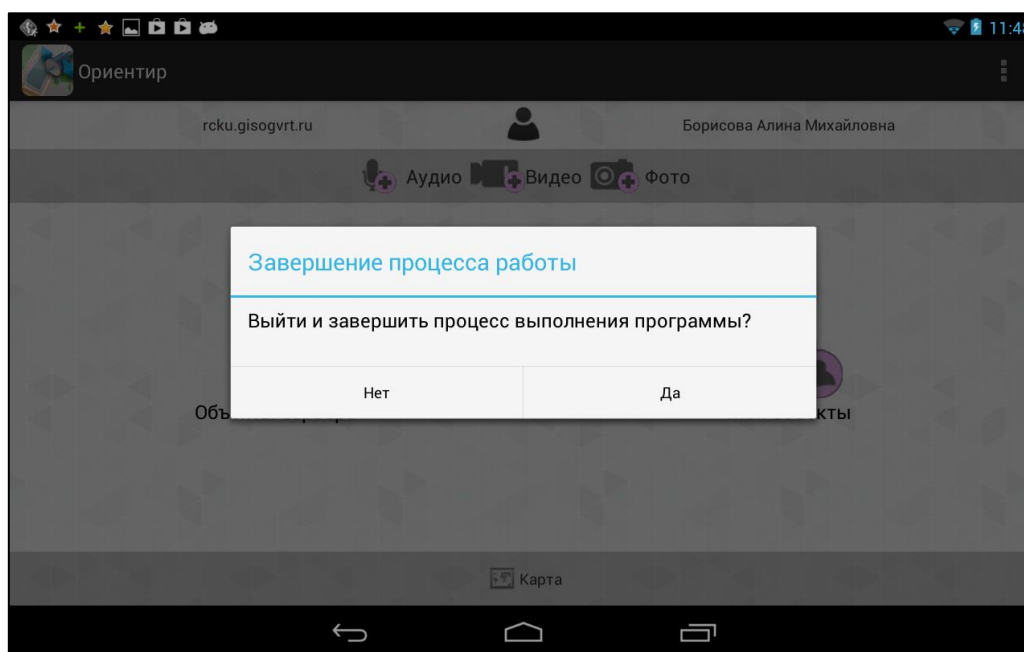 11:48
Ориентир
rcku.gisogvrt.ru
Борисова Алина Михайловна
Аудио Видео Фото
Завершение процесса работы
Выйти и завершить процесс выполнения программы?
Нет Да
Карта